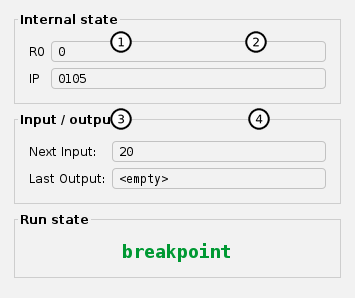 Internal state
1 2
R0 0
IP 0105
Input / outpu 3 4
Next Input: 20
Last Output: <empty>
Run state
breakpoint